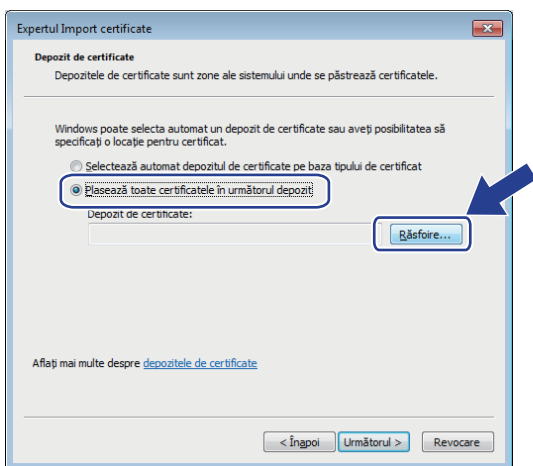 Expertul Import certificate
Depozit de certificate
Depozitele de certificate sunt zone ale sistemului unde se păstrează certificatele.
Windows poate selecta automat un depozit de certificate sau aveți posibilitatea să
specificați o locație pentru certificat.
Selectează automat depozitul de certificate pe baza tipului de certificat
Plasează toate certificatele în următorul depozit
Depozit de certificate:
Răsfoire...
Aflați mai multe despre depozitele de certificate
< Înapoi Următorul > Revocare